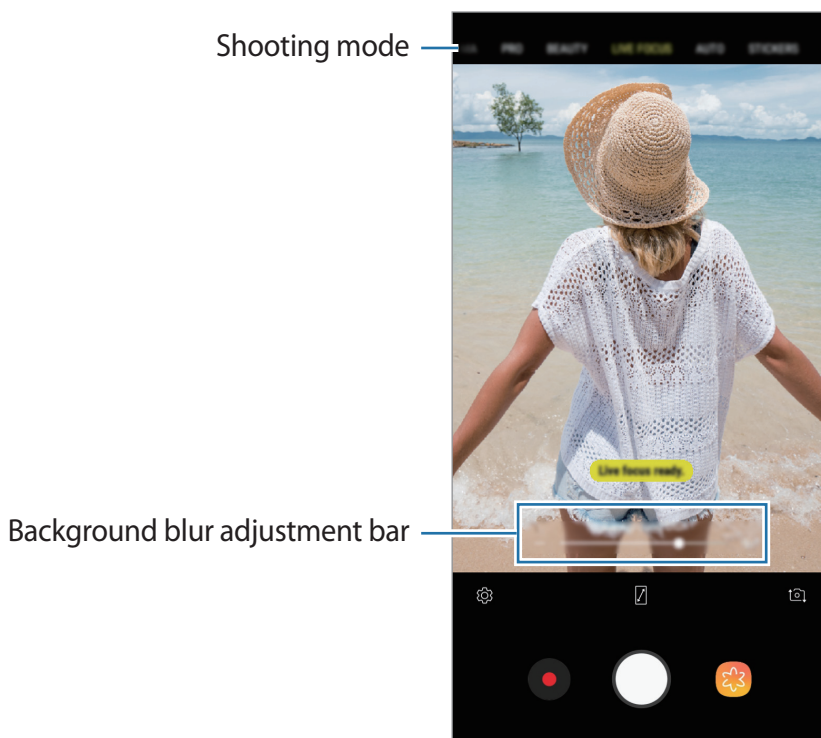 Shooting mode
PRO BEAUTY LIVE FOCUS AUTO STICKERS
Live focus ready.
Background blur adjustment bar